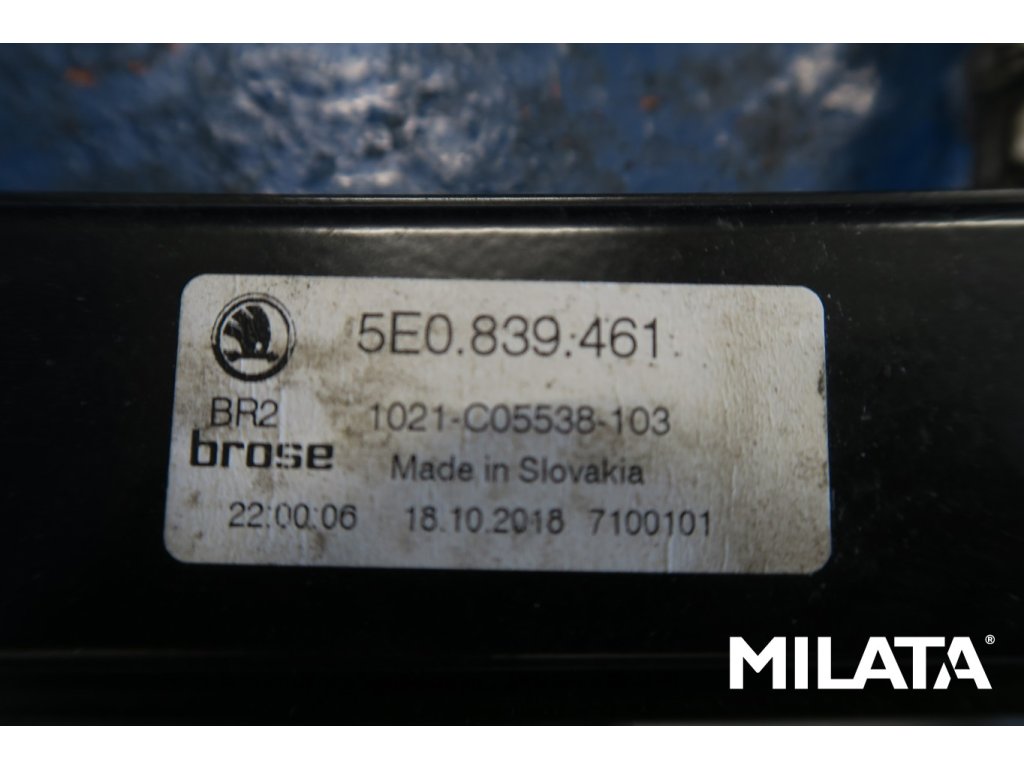 5E0.839.461.
BR2
1021-C05538-103
brose
Made in Slovakia
22:00:06 18.10.2018 7100101
MILATA®